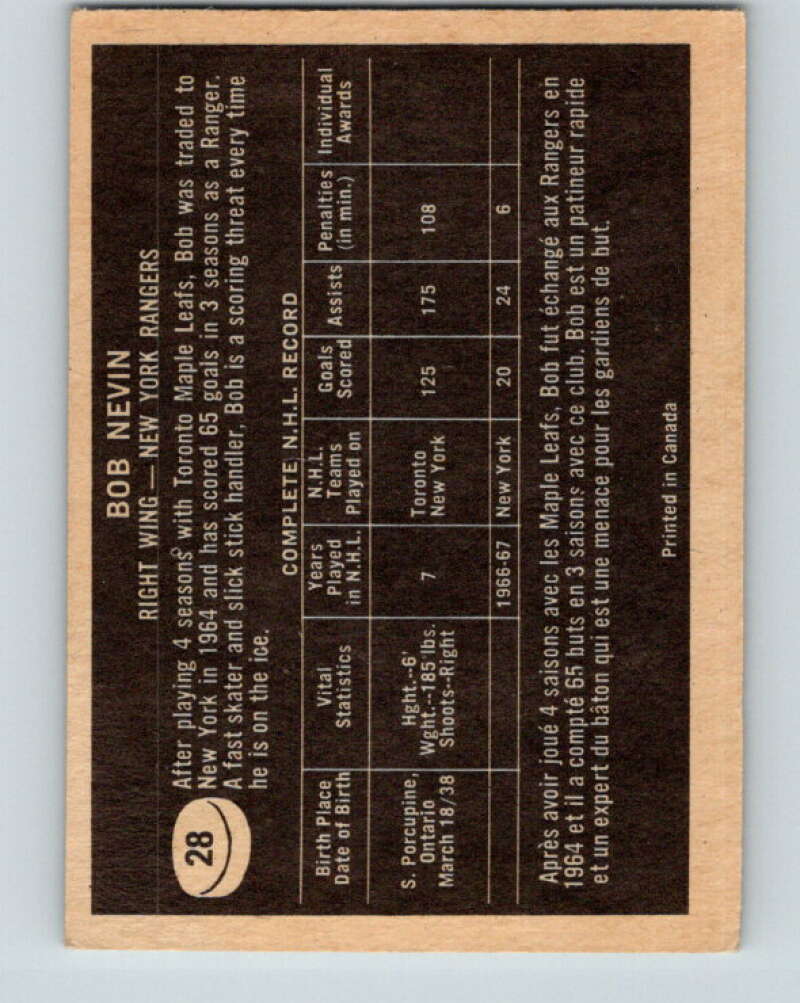 BOB NEVIN
RIGHT WING — NEW YORK RANGERS
28
After playing 4 seasons with Toronto Maple Leafs, Bob was traded to
New York in 1964 and has scored 65 goals in 3 seasons as a Ranger.
A fast skater and slick stick handler, Bob is a scoring threat every time
he is on the ice.
COMPLETE N.H.L. RECORD
Birth Place
Date of Birth
Vital
Statistics
Years
Played
in N.H.L.
N.H.L.
Teams
Played on
Goals
Scored
Assists
Penalties
(in min.)
Individual
Awards
S. Porcupine,
Ontario
March 18/38
Hght.--6'
Wght.--185 lbs.
Shoots--Right
7
Toronto
New York
125
175
108
1966-67
New York
20
24
6
Après avoir joué 4 saisons avec les Maple Leafs, Bob fut échangé aux Rangers en
1964 et il a compté 65 buts en 3 saisons avec ce club. Bob est un patineur rapide
et un expert du bâton qui est une menace pour les gardiens de but.
Printed in Canada